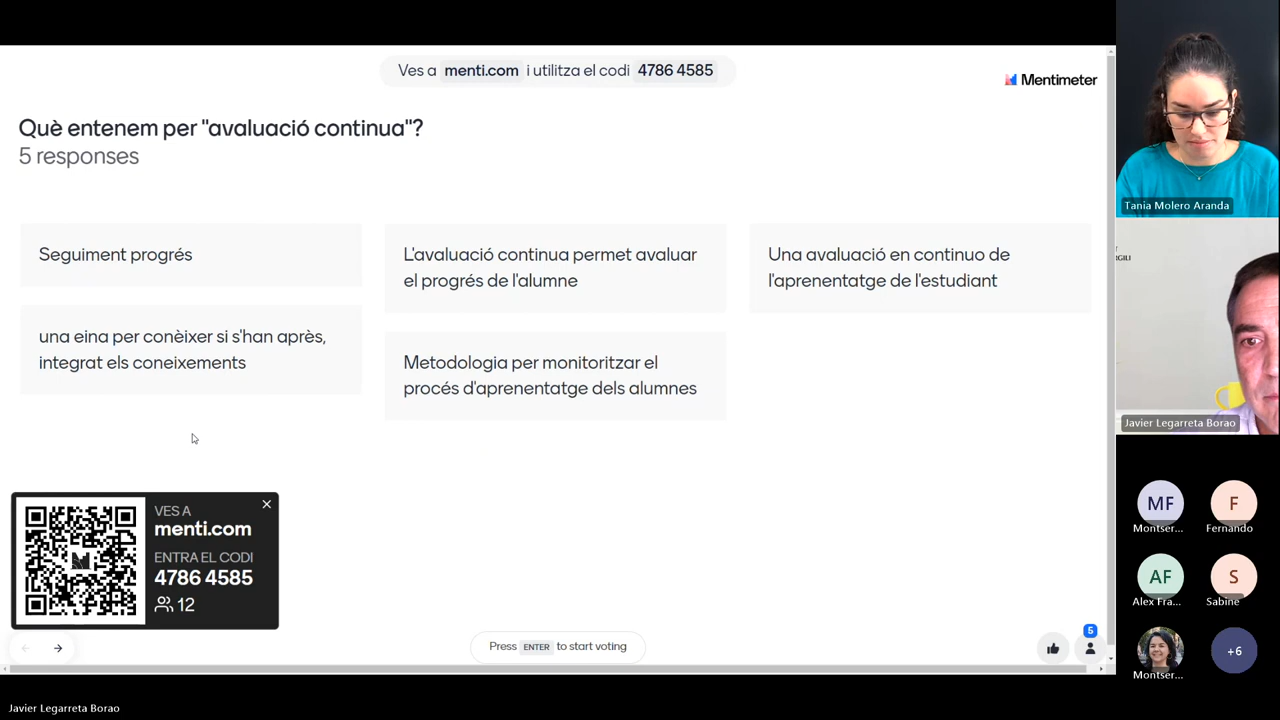 Ves a menti.com i utilitza el codi 4786 4585
Mentimeter
Què entenem per "avaluació continua"?
5 responses
Seguiment progrés
L'avaluació continua permet avaluar
el progrés de l'alumne
Una avaluació en continuo de
l'aprenentatge de l'estudiant
una eina per conèixer si s'han après,
integrat els coneixements
Metodologia per monitoritzar el
procés d'aprenentatge dels alumnes
VES A
menti.com
ENTRA EL CODI
4786 4585
12
Press ENTER to start voting
5
Tania Molero Aranda
Javier Legarreta Borao
MF
Montser...
F
Fernando
AF
Alex Fra...
S
Sabine
Montser...
+6
Javier Legarreta Borao